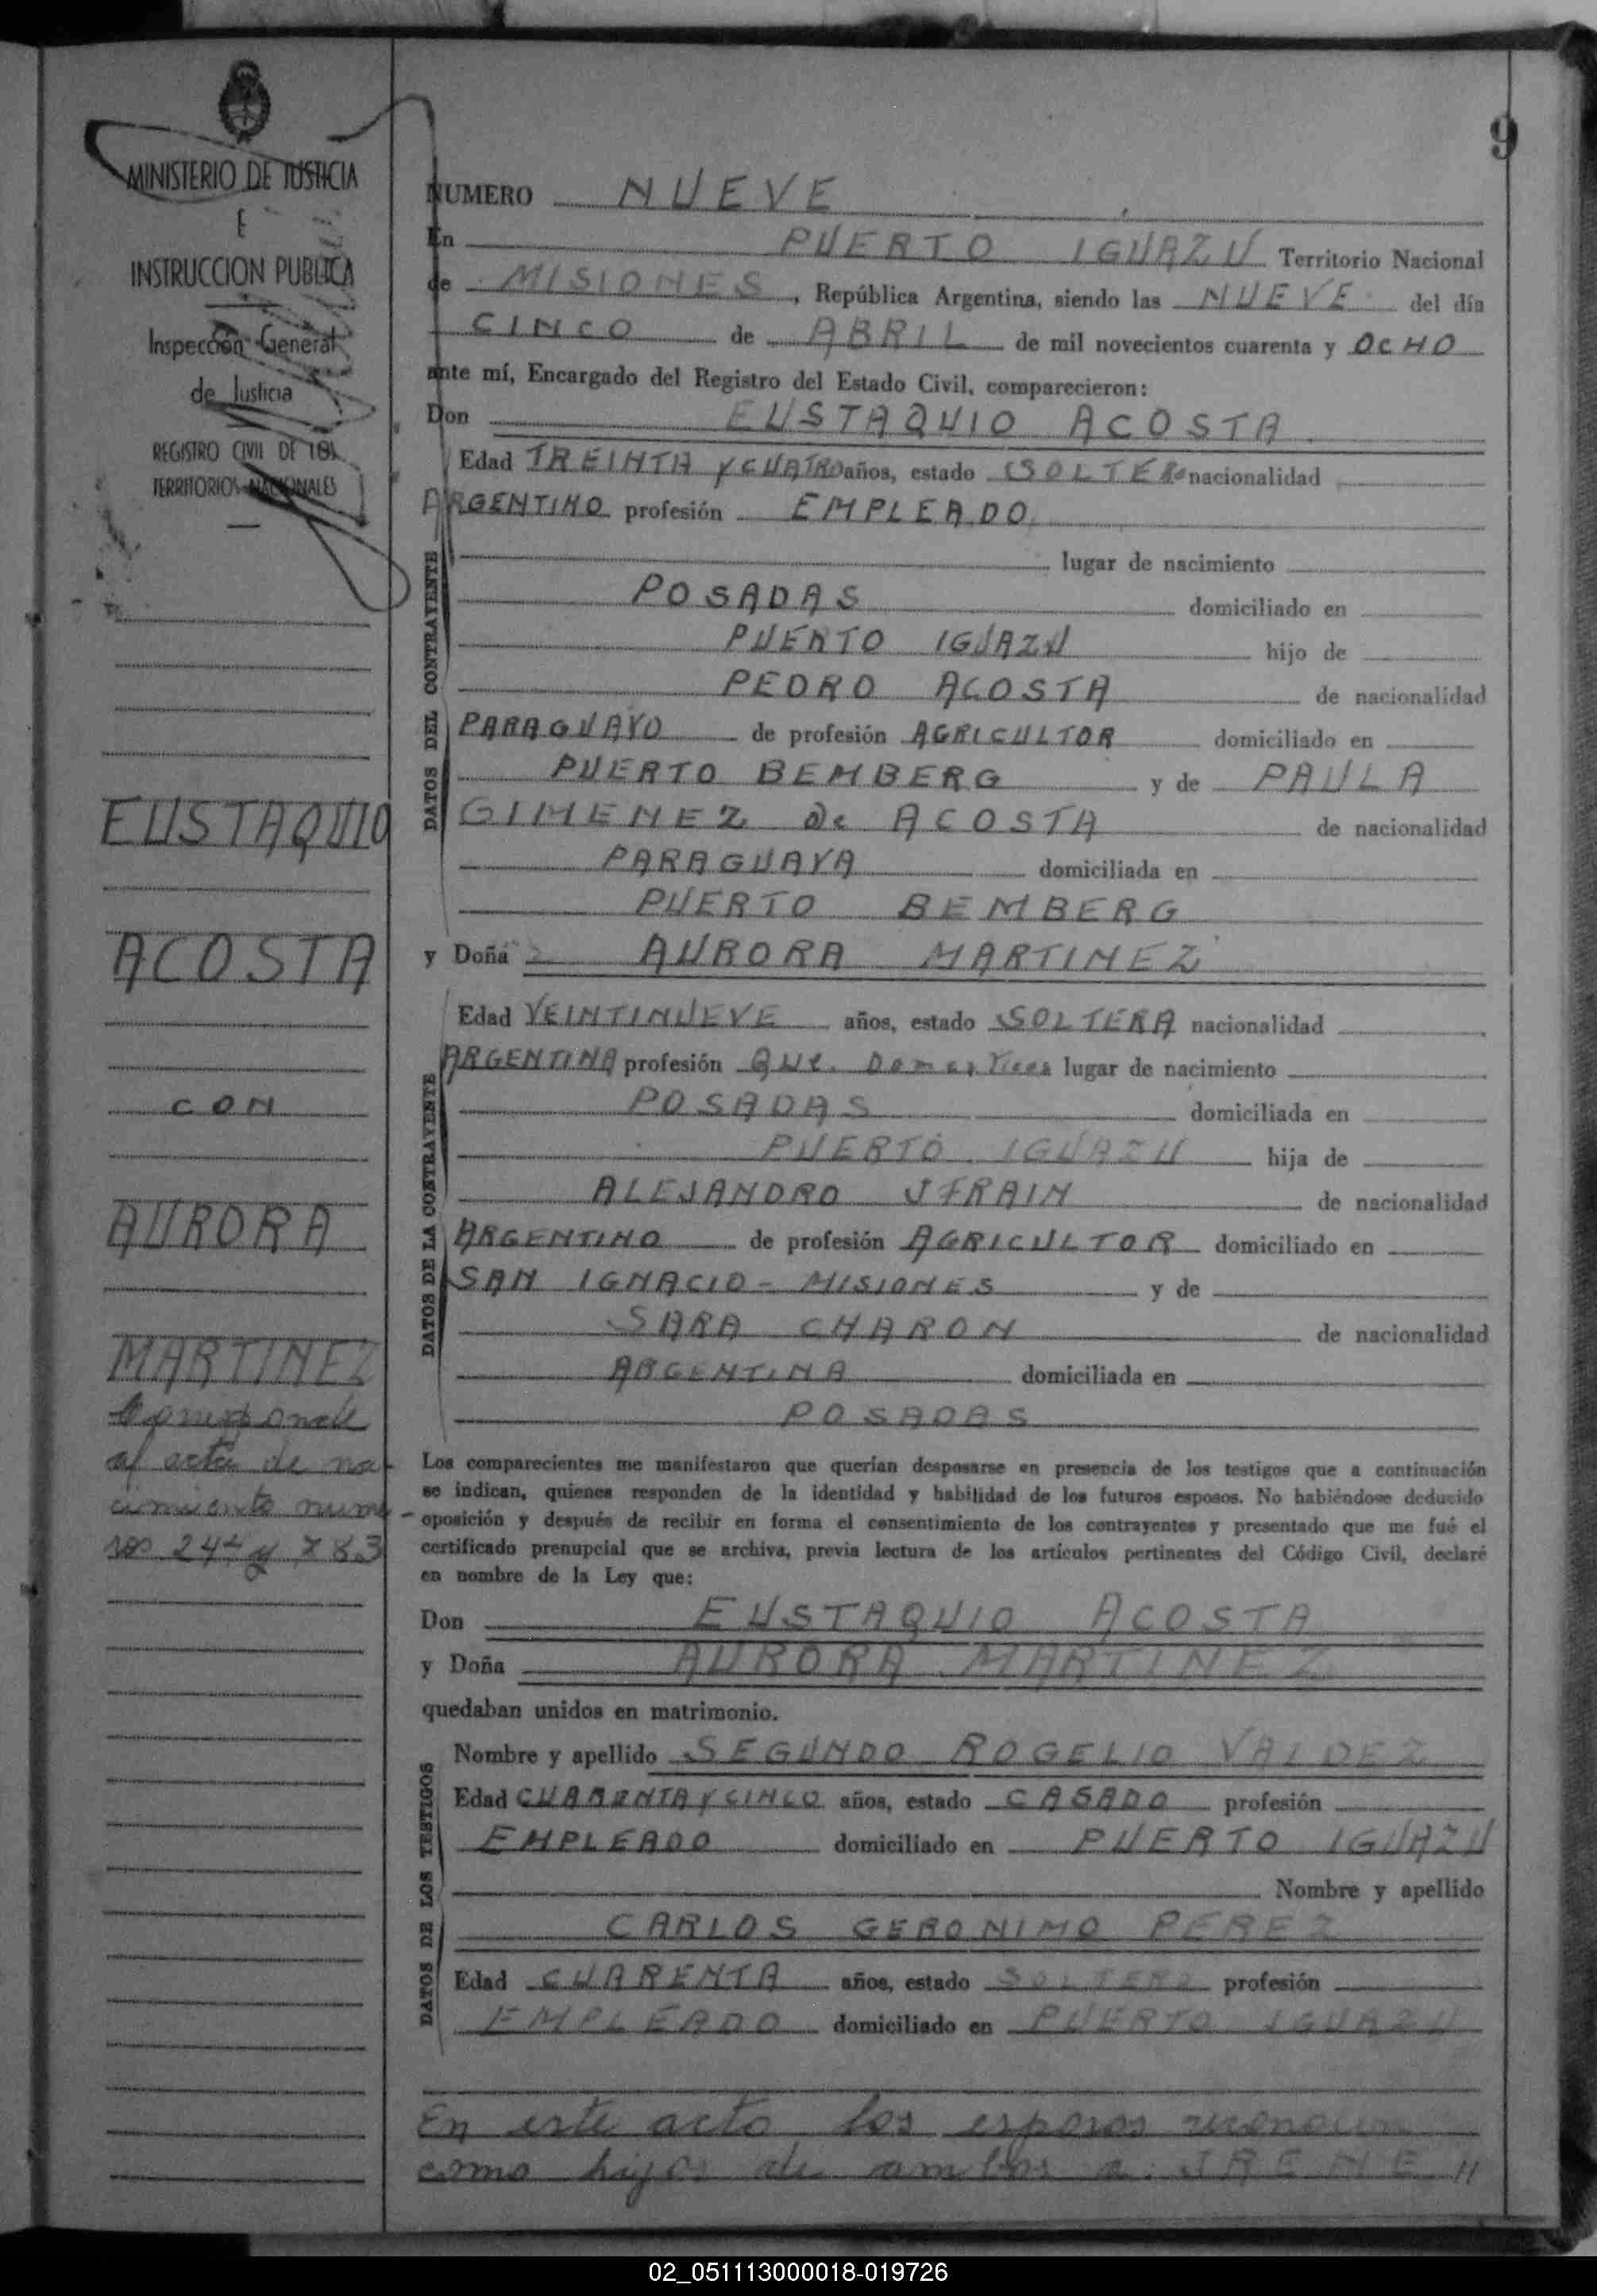 MINISTERIO DE JUSTICIA
E
INSTRUCCION PUBLICA
Inspección General
de Justicia
REGISTRO CIVIL DE LOS
TERRITORIOS NACIONALES
EUSTAQUIO
ACOSTA
CON
AURORA
MARTINEZ
Corresponde
al acta de na-
cimiento nume-
ros 244 y 783
9
NUMERO NUEVE
En PUERTO IGUAZU Territorio Nacional
de MISIONES, República Argentina, siendo las NUEVE del día
CINCO de ABRIL de mil novecientos cuarenta y OCHO
ante mí, Encargado del Registro del Estado Civil, comparecieron:
Don EUSTAQUIO ACOSTA
DATOS DEL CONTRAYENTE
Edad TREINTA Y CUATRO años, estado SOLTERO nacionalidad
ARGENTINO profesión EMPLEADO
lugar de nacimiento
POSADAS domiciliado en
PUERTO IGUAZU hijo de
PEDRO ACOSTA de nacionalidad
PARAGUAYO de profesión AGRICULTOR domiciliado en
PUERTO BEMBERG y de PAULA
GIMENEZ de ACOSTA de nacionalidad
PARAGUAYA domiciliada en
PUERTO BEMBERG
y Doña AURORA MARTINEZ
DATOS DE LA CONTRAYENTE
Edad VEINTINUEVE años, estado SOLTERA nacionalidad
ARGENTINA profesión Que. Domesticos lugar de nacimiento
POSADAS domiciliada en
PUERTO IGUAZU hija de
ALEJANDRO de nacionalidad
ARGENTINO de profesión AGRICULTOR domiciliado en
SAN IGNACIO - MISIONES y de
SARA CHARON de nacionalidad
ARGENTINA domiciliada en
POSADAS
Los comparecientes me manifestaron que querían desposarse en presencia de los testigos que a continuación
se indican, quienes responden de la identidad y habilidad de los futuros esposos. No habiéndose deducido
oposición y después de recibir en forma el consentimiento de los contrayentes y presentado que me fué el
certificado prenupcial que se archiva, previa lectura de los artículos pertinentes del Código Civil, declaré
en nombre de la Ley que:
Don EUSTAQUIO ACOSTA
y Doña AURORA MARTINEZ
quedaban unidos en matrimonio.
DATOS DE LOS TESTIGOS
Nombre y apellido SEGUNDO ROGELIO VALDEZ
Edad CUARENTA Y CINCO años, estado CASADO profesión
EMPLEADO domiciliado en PUERTO IGUAZU
Nombre y apellido
CARLOS GERONIMO PEREZ
Edad CUARENTA años, estado SOLTERO profesión
EMPLEADO domiciliado en PUERTO IGUAZU
En este acto los esposos reconocen
como hijos de ambos a: IRENE
02_051113000018-019726